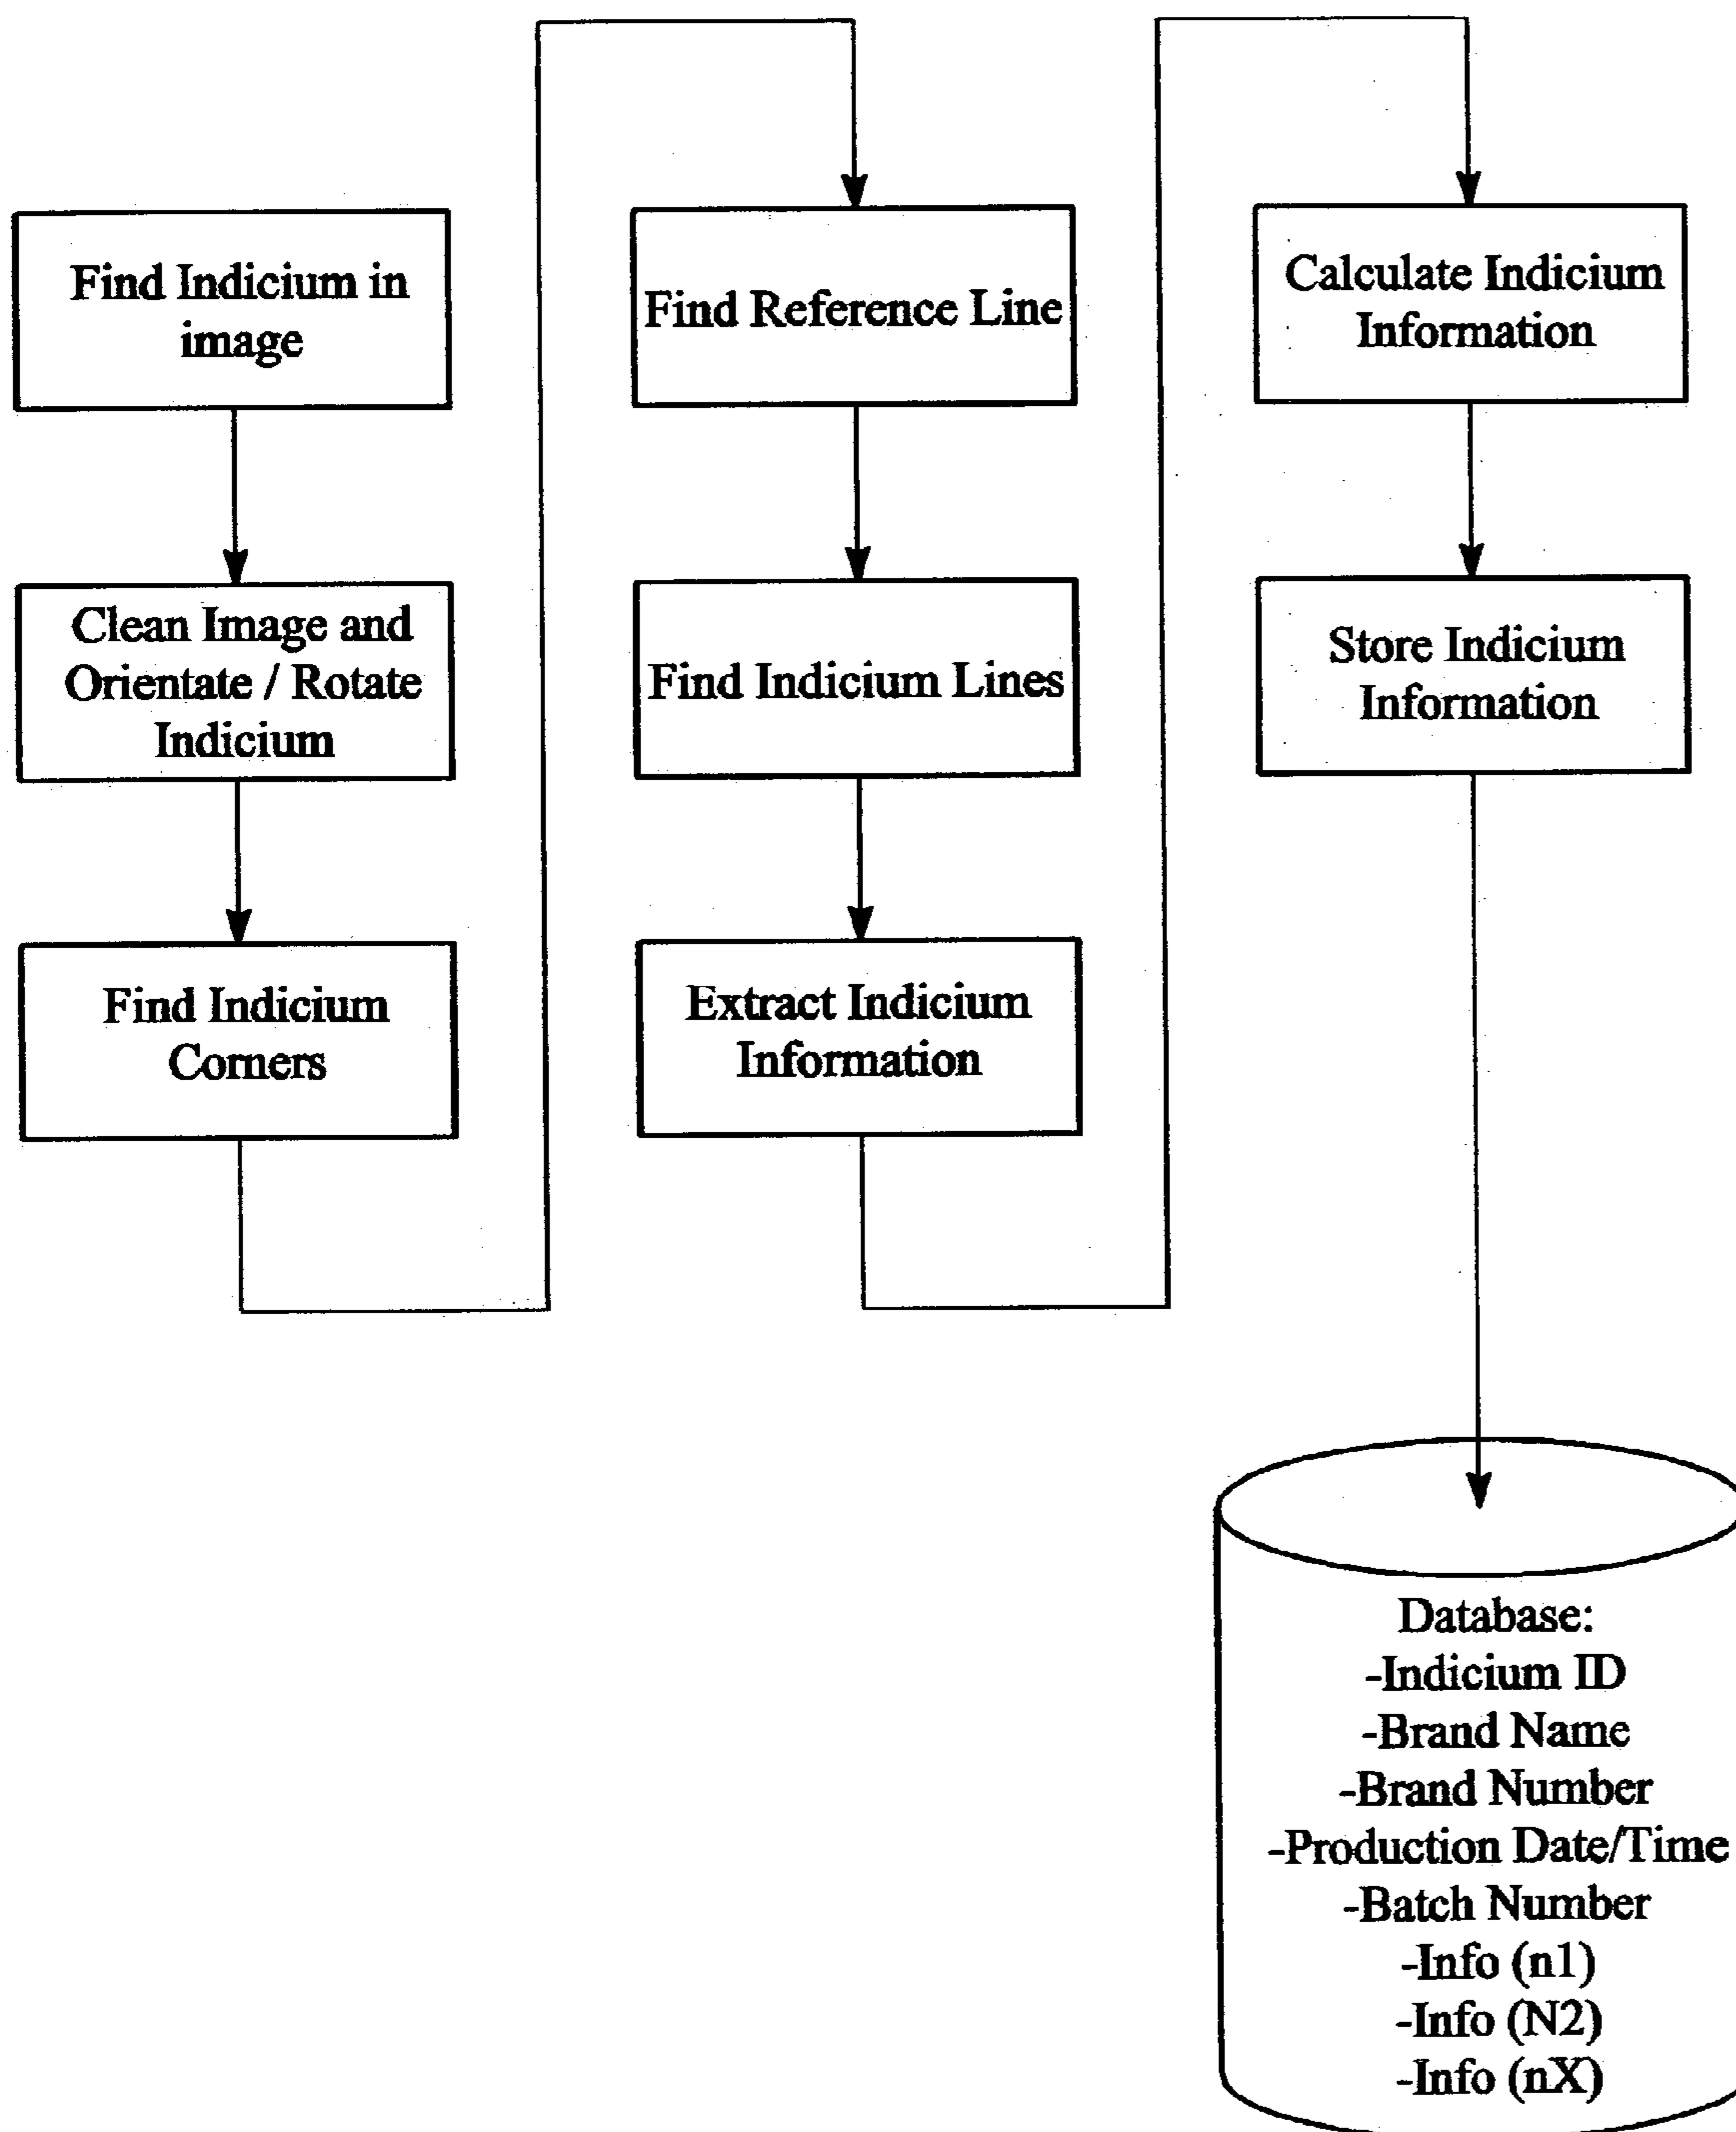 Find Indicium in
image
Clean Image and
Orientate / Rotate
Indicium
Find Indicium
Corners
Find Reference Line
Find Indicium Lines
Extract Indicium
Information
Calculate Indicium
Information
Store Indicium
Information
Database:
-Indicium ID
-Brand Name
-Brand Number
-Production Date/Time
-Batch Number
-Info (n1)
-Info (N2)
-Info (nX)